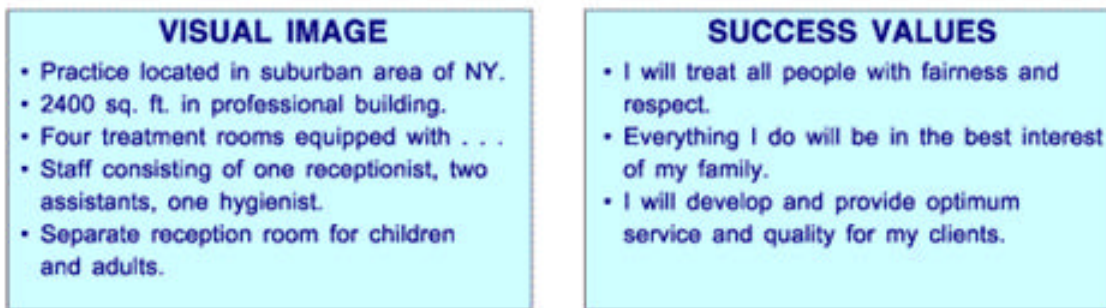 VISUAL IMAGE
• Practice located in suburban area of NY.
• 2400 sq. ft. in professional building.
• Four treatment rooms equipped with . . .
• Staff consisting of one receptionist, two
assistants, one hygienist.
• Separate reception room for children
and adults.
SUCCESS VALUES
• I will treat all people with fairness and
respect.
• Everything I do will be in the best interest
of my family.
• I will develop and provide optimum
service and quality for my clients.